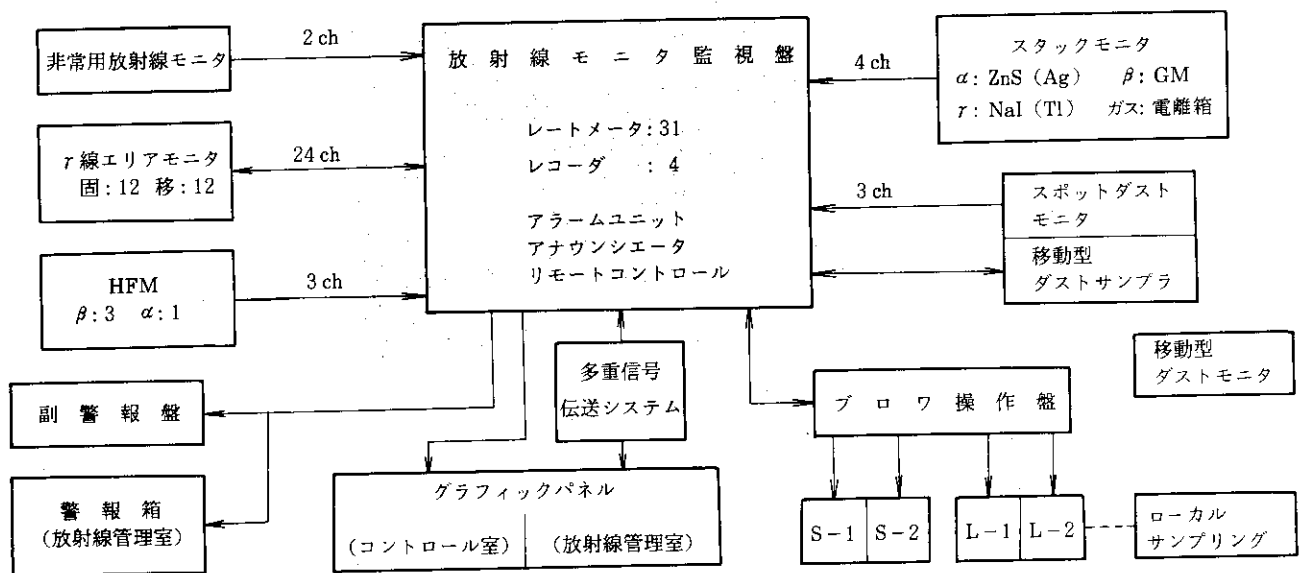 非常用放射線モニタ
2 ch
γ線エリアモニタ
固:12 移:12
24 ch
HFM
β:3 α:1
3 ch
放射線モニタ監視盤
レートメータ:31
レコーダ :4
アラームユニット
アナウンシエータ
リモートコントロール
4 ch
スタックモニタ
α: ZnS (Ag) β: GM
γ: NaI (Tl) ガス: 電離箱
3 ch
スポットダスト
モニタ
移動型
ダストサンプラ
移動型
ダストモニタ
副警報盤
警報箱
(放射線管理室)
多重信号
伝送システム
グラフィックパネル
(コントロール室) (放射線管理室)
ブロワ操作盤
S-1 S-2 L-1 L-2
ローカル
サンプリング